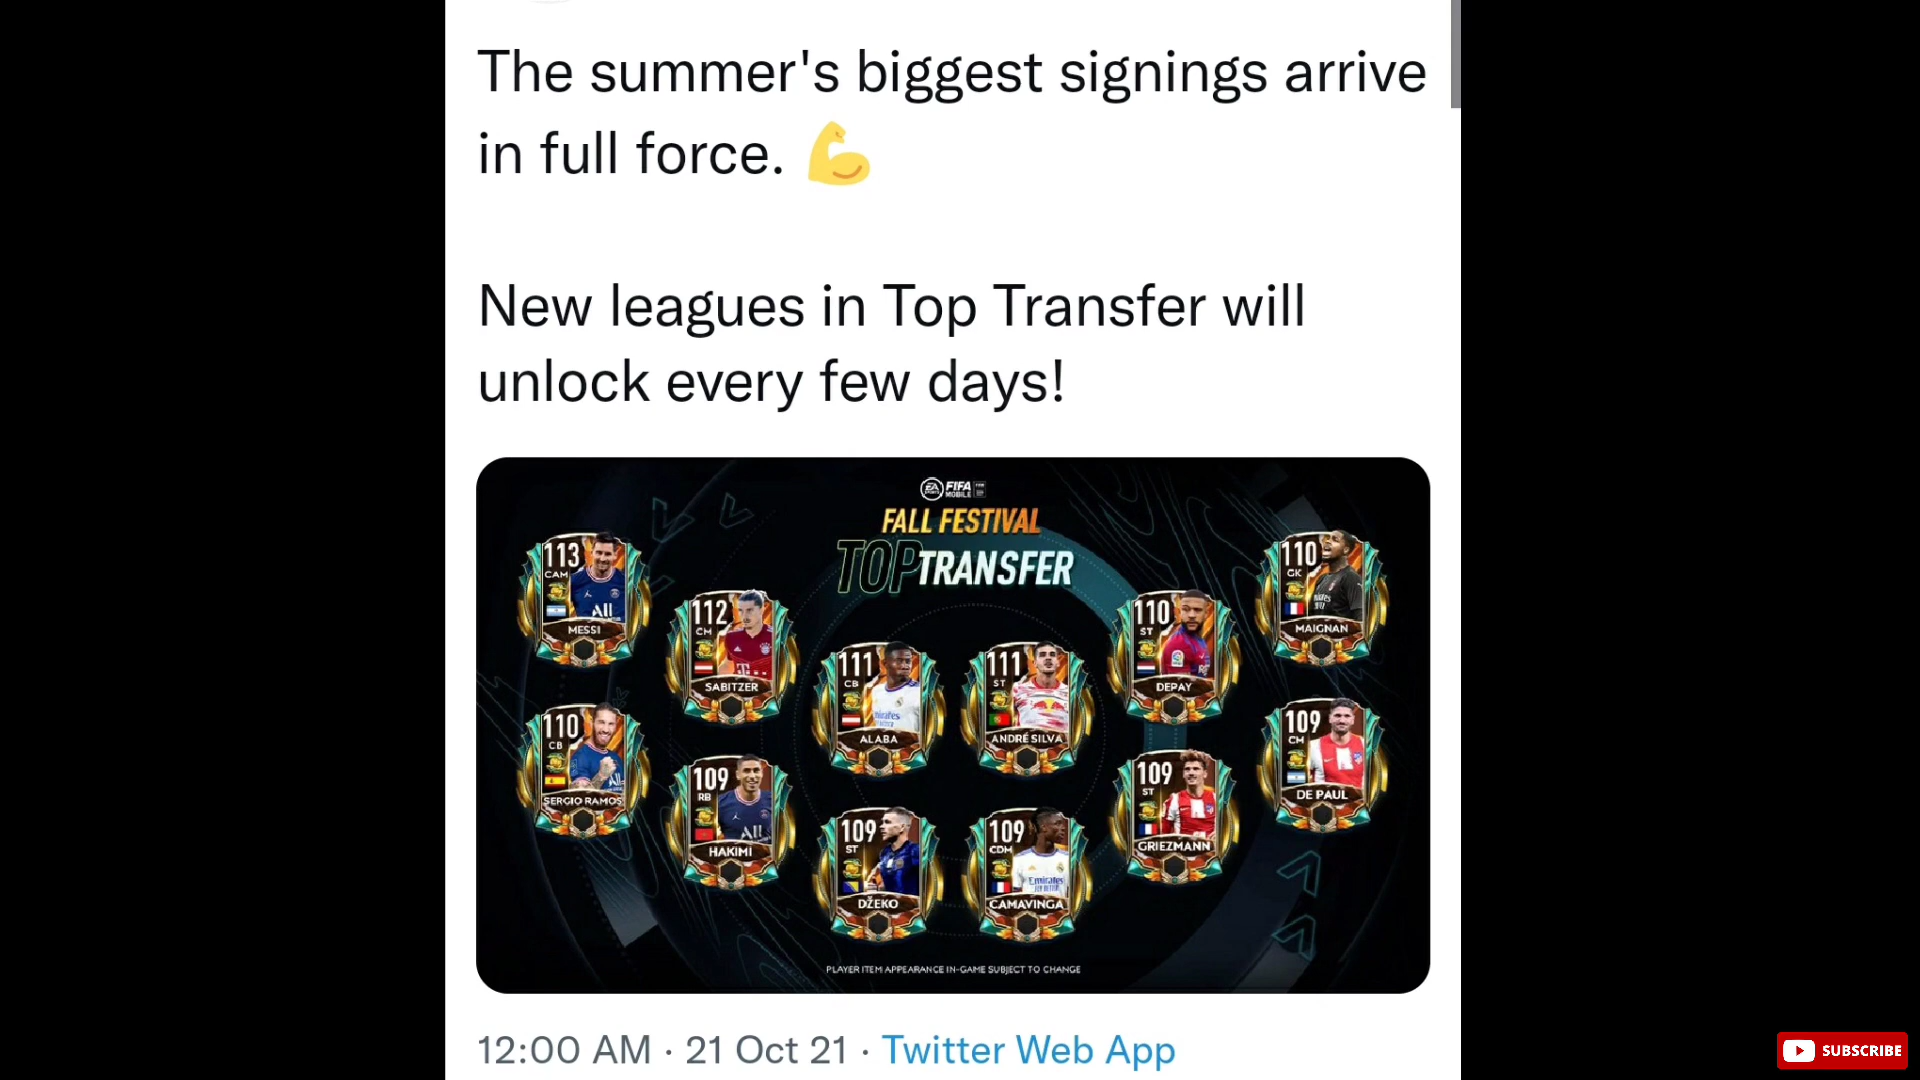 The summer's biggest signings arrive
in full force. 💪
New leagues in Top Transfer will
unlock every few days!
EA SPORTS FIFA MOBILE
FALL FESTIVAL
TOP TRANSFER
113 CAM MESSI
112 CM SABITZER
111 CB ALABA
111 ST ANDRÉ SILVA
110 ST DEPAY
110 GK MAIGNAN
110 CB SERGIO RAMOS
109 RB HAKIMI
109 ST DŽEKO
109 CDM CAMAVINGA
109 ST GRIEZMANN
109 CM DE PAUL
PLAYER ITEM APPEARANCE IN-GAME SUBJECT TO CHANGE
12:00 AM · 21 Oct 21 · Twitter Web App
SUBSCRIBE